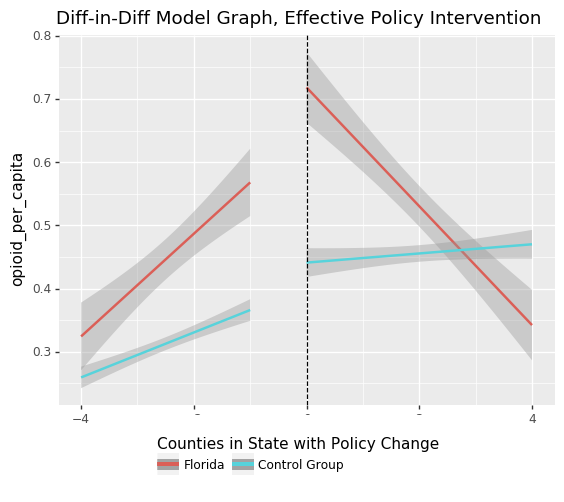 Diff-in-Diff Model Graph, Effective Policy Intervention
0.8
0.7
0.6
0.5
0.4
0.3
opioid_per_capita
−4 - - - 4
Counties in State with Policy Change
Florida Control Group